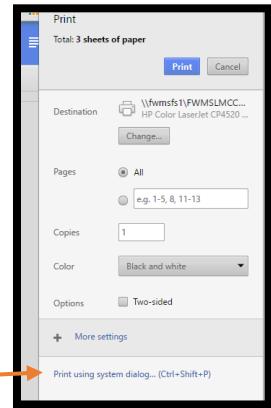 Print
Total: 3 sheets of paper
Print Cancel
Destination \\fwmsfs1\FWMSLMCC...
HP Color LaserJet CP4520 ...
Change...
Pages All
e.g. 1-5, 8, 11-13
Copies 1
Color Black and white
Options Two-sided
+ More settings
Print using system dialog... (Ctrl+Shift+P)